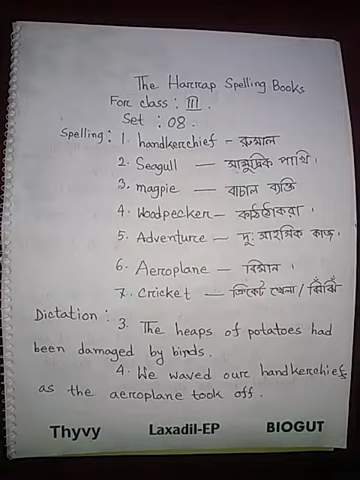 The Harrap Spelling Books
For class : III
Set : 08.
Spelling : 1. handkerchief - রুমাল
2. Seagull — সামুদ্রিক পাখি।
3. magpie — বাচাল ব্যক্তি
4. Woodpecker - কাঠঠোকরা।
5. Adventure - দু: সাহসিক কাজ।
6. Aeroplane - বিমান।
7. Cricket - ক্রিকেট খেলা / ঝিঁঝিঁ
Dictation : 3. The heaps of potatoes had
been damaged by birds.
4. We waved our handkerchiefs
as the aeroplane took off.
Thyvy Laxadil-EP BIOGUT